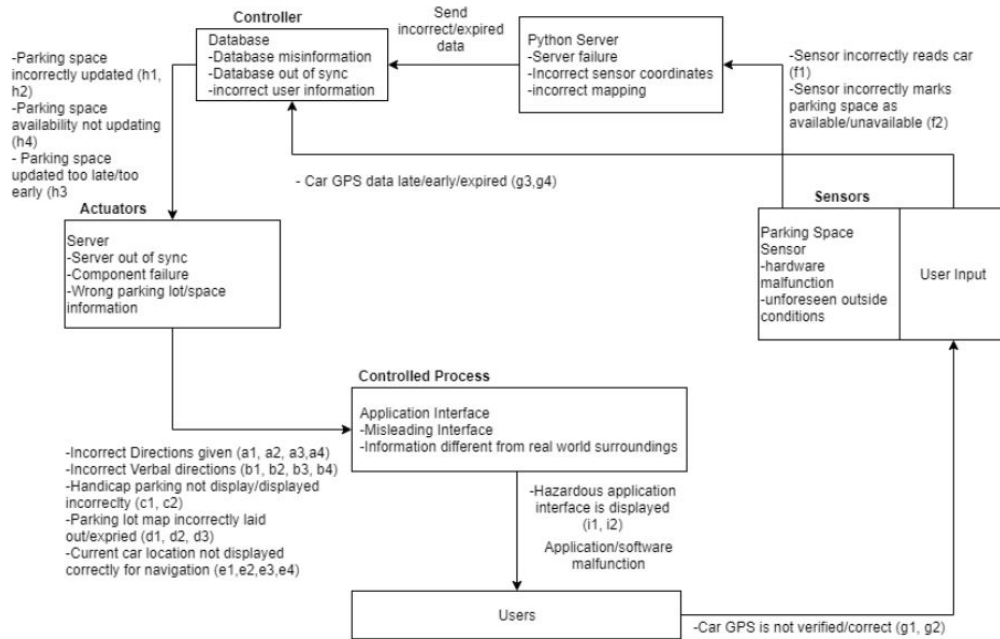 Controller
Database
-Database misinformation
-Database out of sync
-incorrect user information
Send
incorrect/expired
data
Python Server
-Server failure
-Incorrect sensor coordinates
-incorrect mapping
-Sensor incorrectly reads car
(f1)
-Sensor incorrectly marks
parking space as
available/unavailable (f2)
-Parking space
incorrectly updated (h1,
h2)
-Parking space
availability not updating
(h4)
- Parking space
updated too late/too
early (h3
- Car GPS data late/early/expired (g3,g4)
Actuators
Server
-Server out of sync
-Component failure
-Wrong parking lot/space
information
Sensors
Parking Space
Sensor
-hardware
malfunction
-unforeseen outside
conditions
User Input
Controlled Process
Application Interface
-Misleading Interface
-Information different from real world surroundings
-Incorrect Directions given (a1, a2, a3,a4)
-Incorrect Verbal directions (b1, b2, b3, b4)
-Handicap parking not display/displayed
incorreclty (c1, c2)
-Parking lot map incorrectly laid
out/expried (d1, d2, d3)
-Current car location not displayed
correctly for navigation (e1,e2,e3,e4)
-Hazardous application
interface is displayed
(i1, i2)
Application/software
malfunction
Users
-Car GPS is not verified/correct (g1, g2)